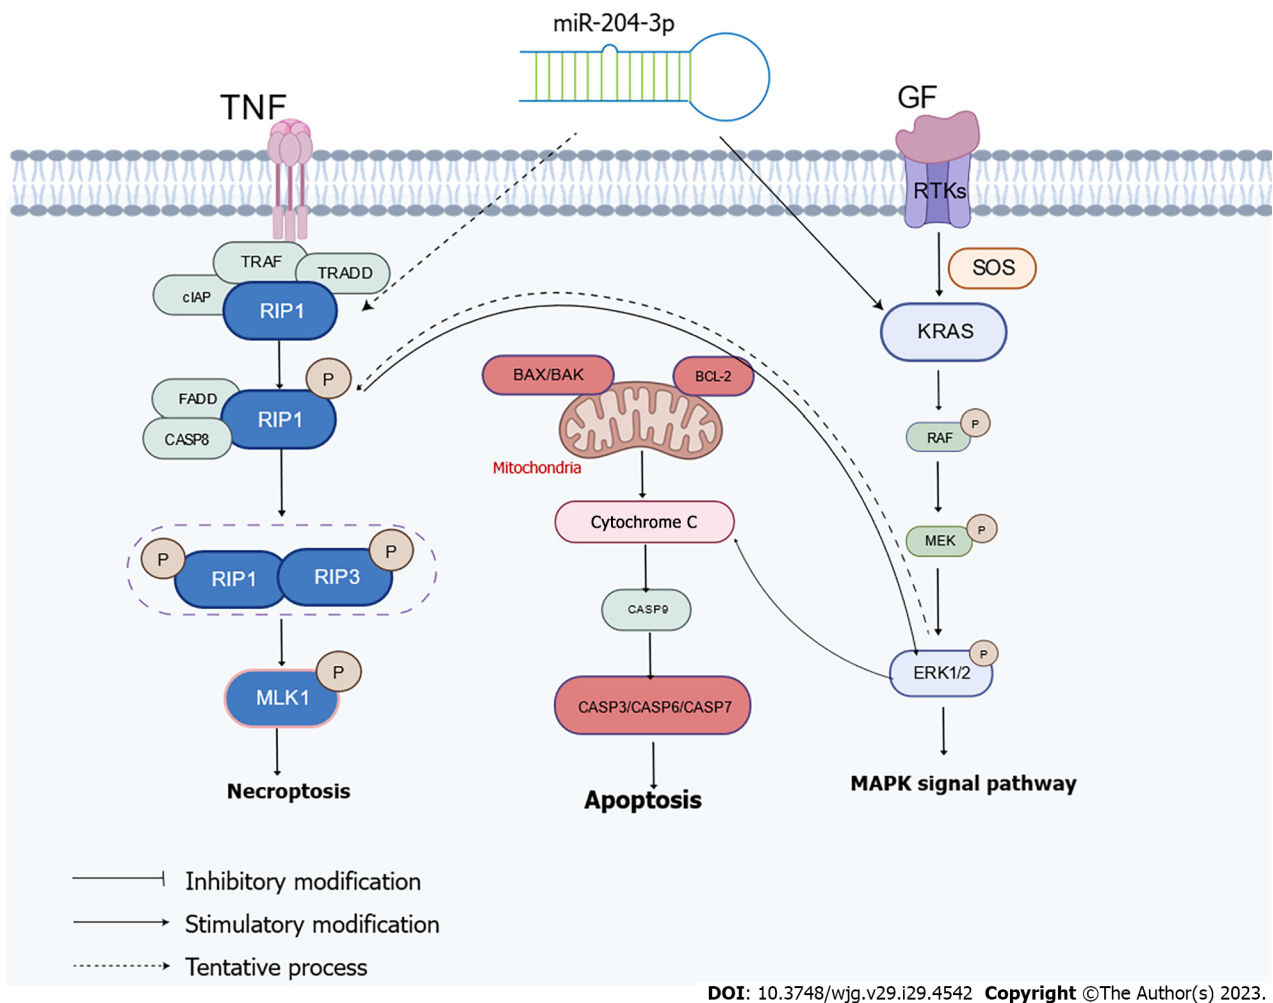 miR-204-3p
TNF
GF
RTKs
TRAF
TRADD
cIAP
RIP1
SOS
KRAS
P
FADD
RIP1
CASP8
BAX/BAK
BCL-2
Mitochondria
P
RAF
Cytochrome C
P
MEK
P
RIP1
RIP3
P
CASP9
P
MLK1
CASP3/CASP6/CASP7
P
ERK1/2
Necroptosis
Apoptosis
MAPK signal pathway
Inhibitory modification
Stimulatory modification
Tentative process
DOI: 10.3748/wjg.v29.i29.4542 Copyright ©The Author(s) 2023.